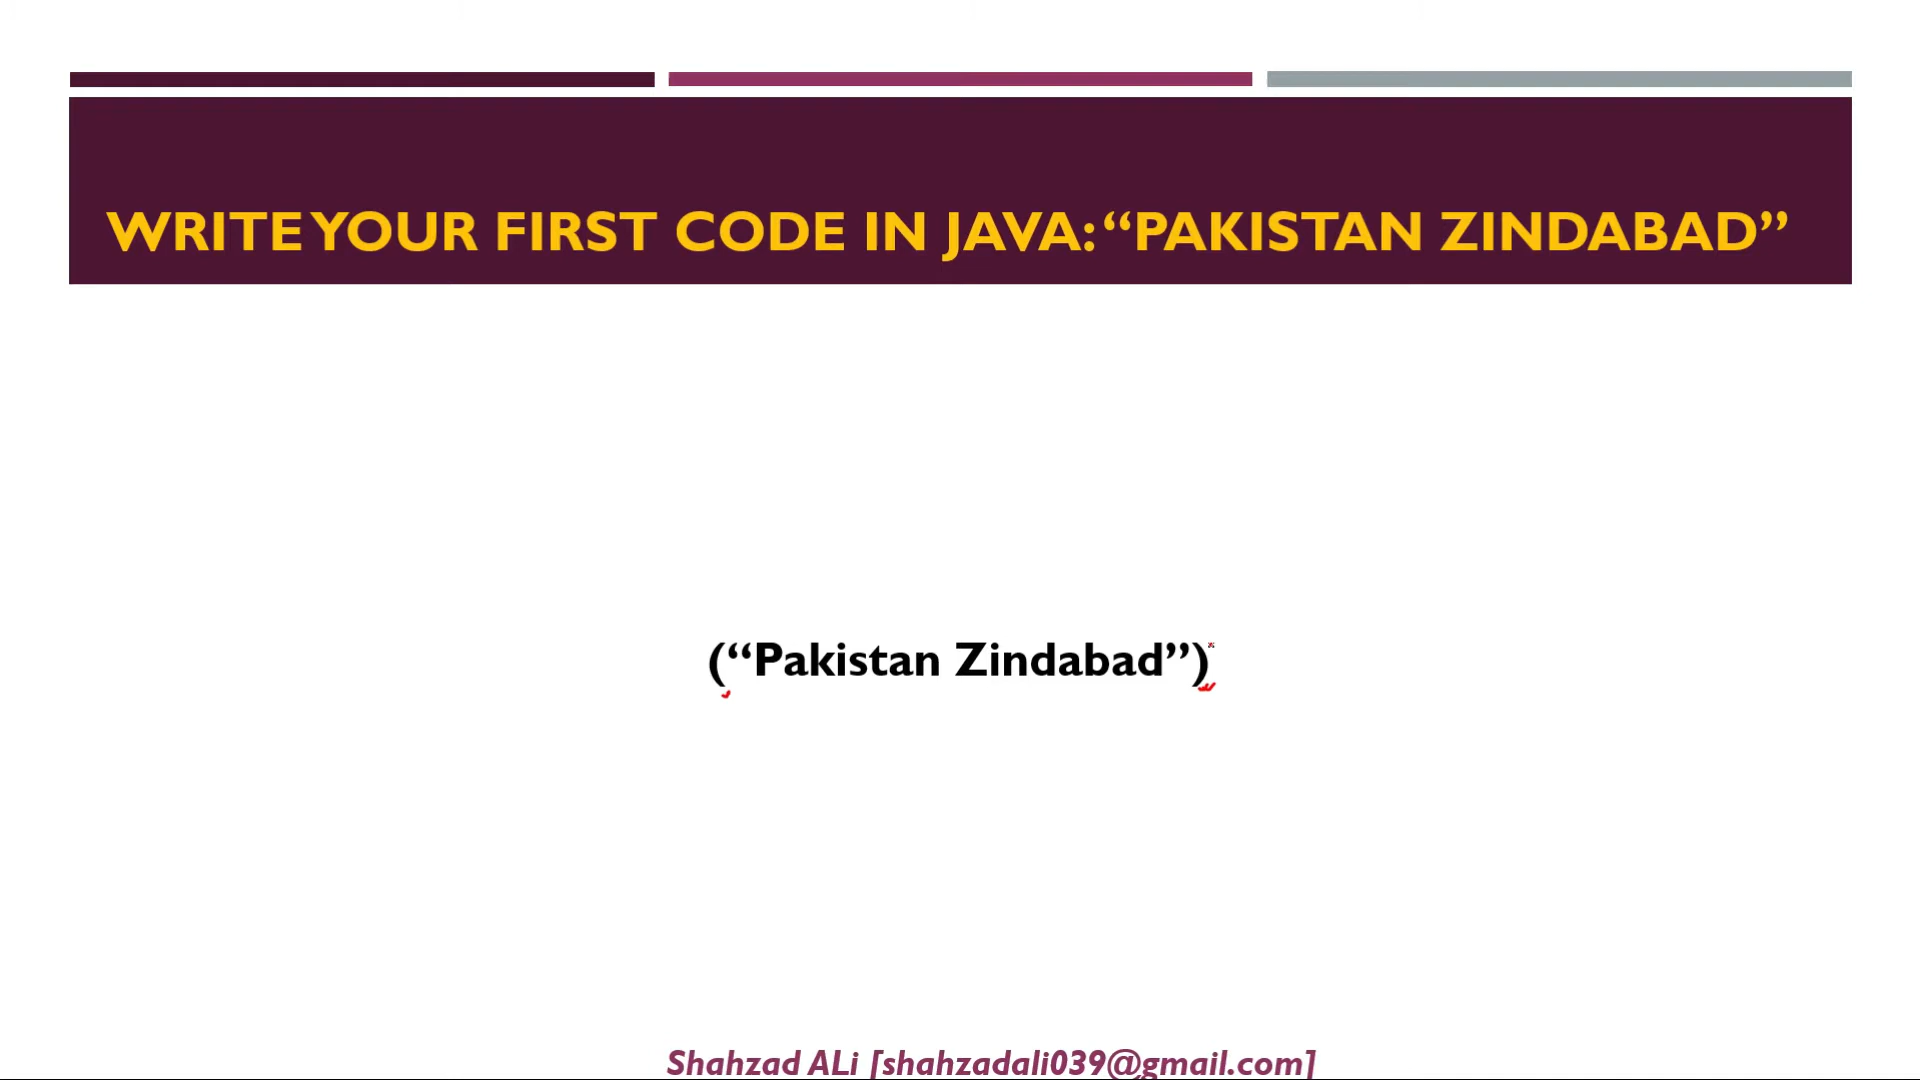 WRITE YOUR FIRST CODE IN JAVA: “PAKISTAN ZINDABAD”
(“Pakistan Zindabad”)
Shahzad ALi [shahzadali039@gmail.com]